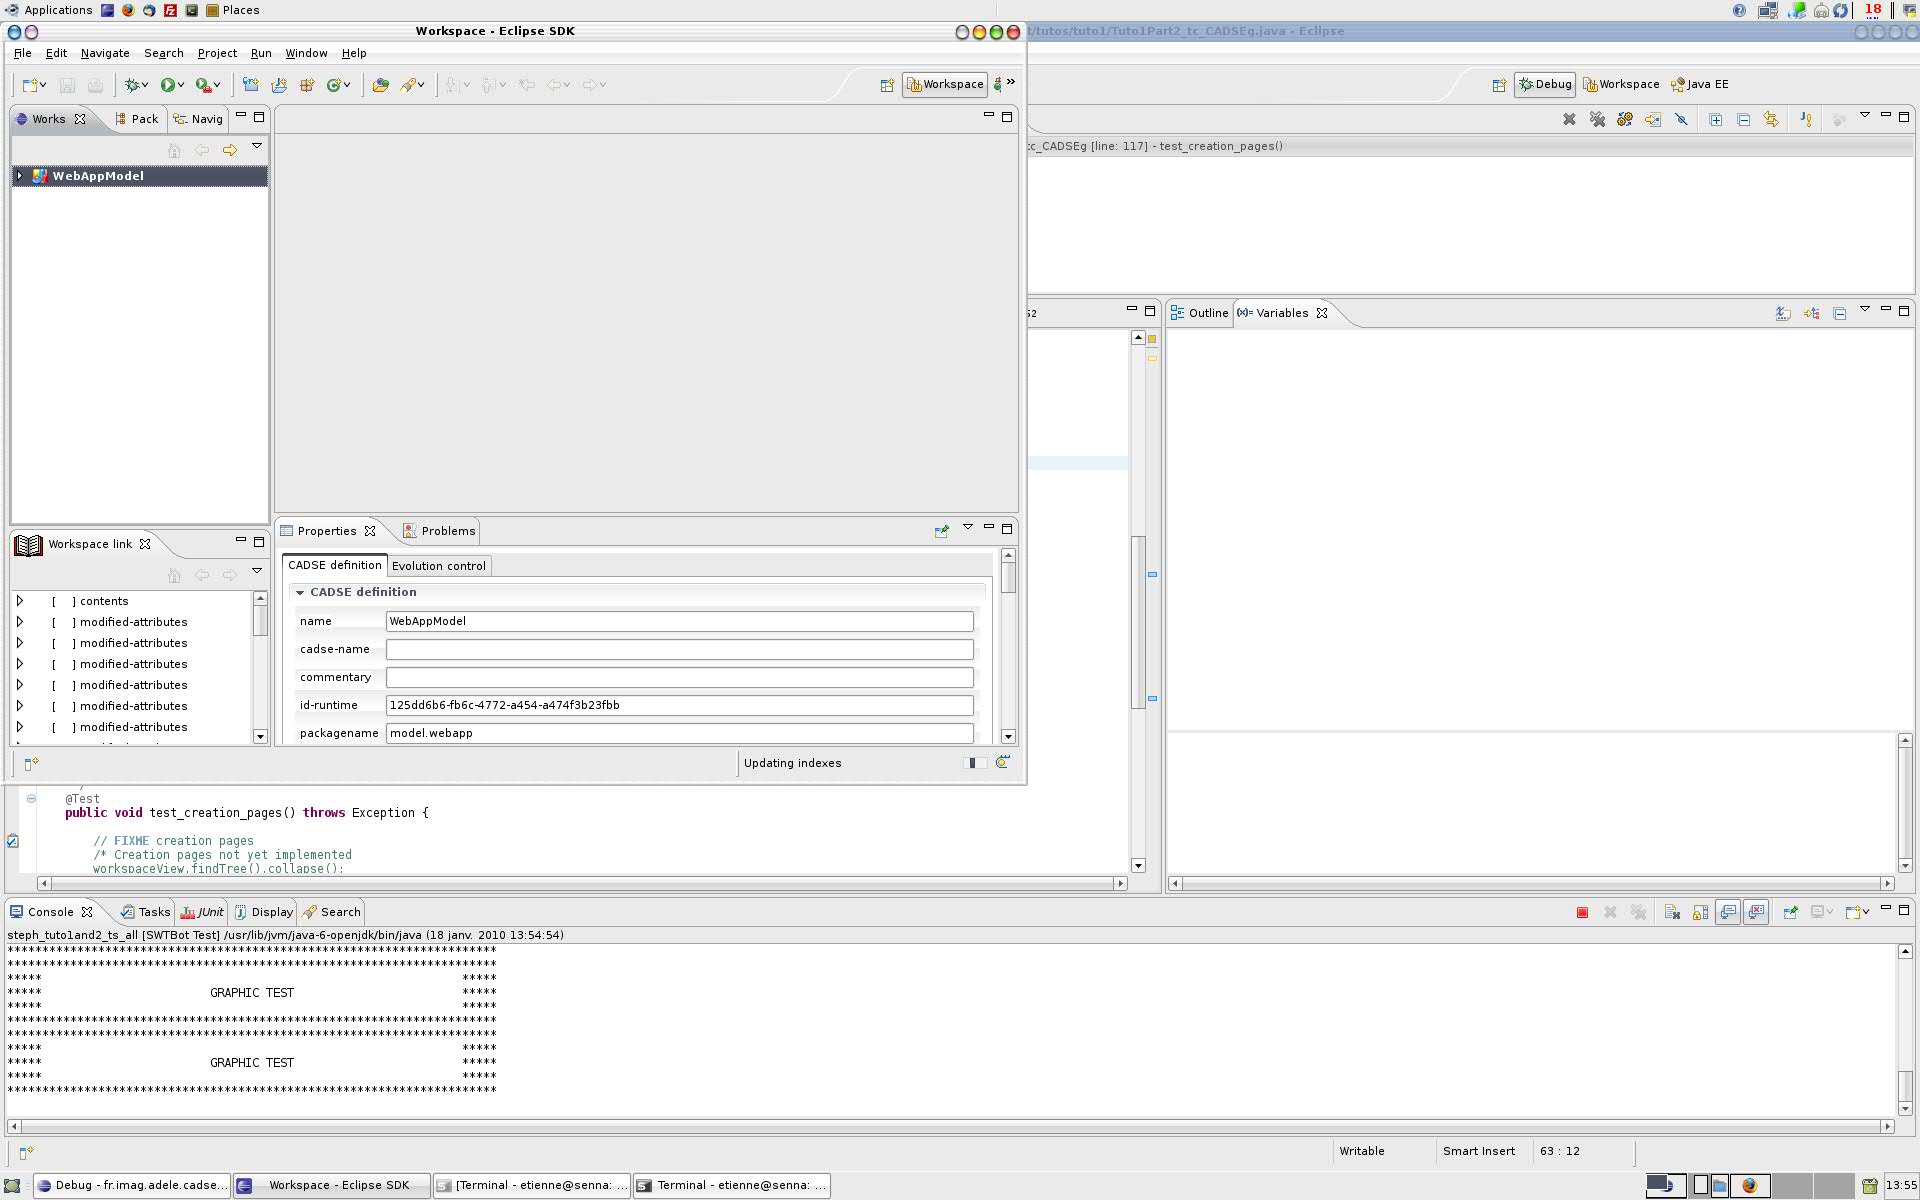 Applications Places 18
Workspace - Eclipse SDK
t/tutos/tuto1/Tuto1Part2_tc_CADSEg.java - Eclipse
File Edit Navigate Search Project Run Window Help
Workspace
Debug Workspace Java EE
Works Pack Navig
tc_CADSEg [line: 117] - test_creation_pages()
WebAppModel
Outline (x)= Variables
Properties Problems
Workspace link
CADSE definition Evolution control
CADSE definition
name WebAppModel
cadse-name
commentary
id-runtime 125dd6b6-fb6c-4772-a454-a474f3b23fbb
packagename model.webapp
[ ] contents
[ ] modified-attributes
[ ] modified-attributes
[ ] modified-attributes
[ ] modified-attributes
[ ] modified-attributes
[ ] modified-attributes
Updating indexes
@Test
public void test_creation_pages() throws Exception {
// FIXME creation pages
/* Creation pages not yet implemented
workspaceView.findTree().collapse();
Console Tasks JUnit Display Search
steph_tuto1and2_ts_all [SWTBot Test] /usr/lib/jvm/java-6-openjdk/bin/java (18 janv. 2010 13:54:54)
**********************************************************************
**********************************************************************
***** *****
***** GRAPHIC TEST *****
***** *****
**********************************************************************
**********************************************************************
***** *****
***** GRAPHIC TEST *****
***** *****
**********************************************************************
Writable Smart Insert 63 : 12
Debug - fr.imag.adele.cadse... Workspace - Eclipse SDK [Terminal - etienne@senna: ... Terminal - etienne@senna: ... 13:55